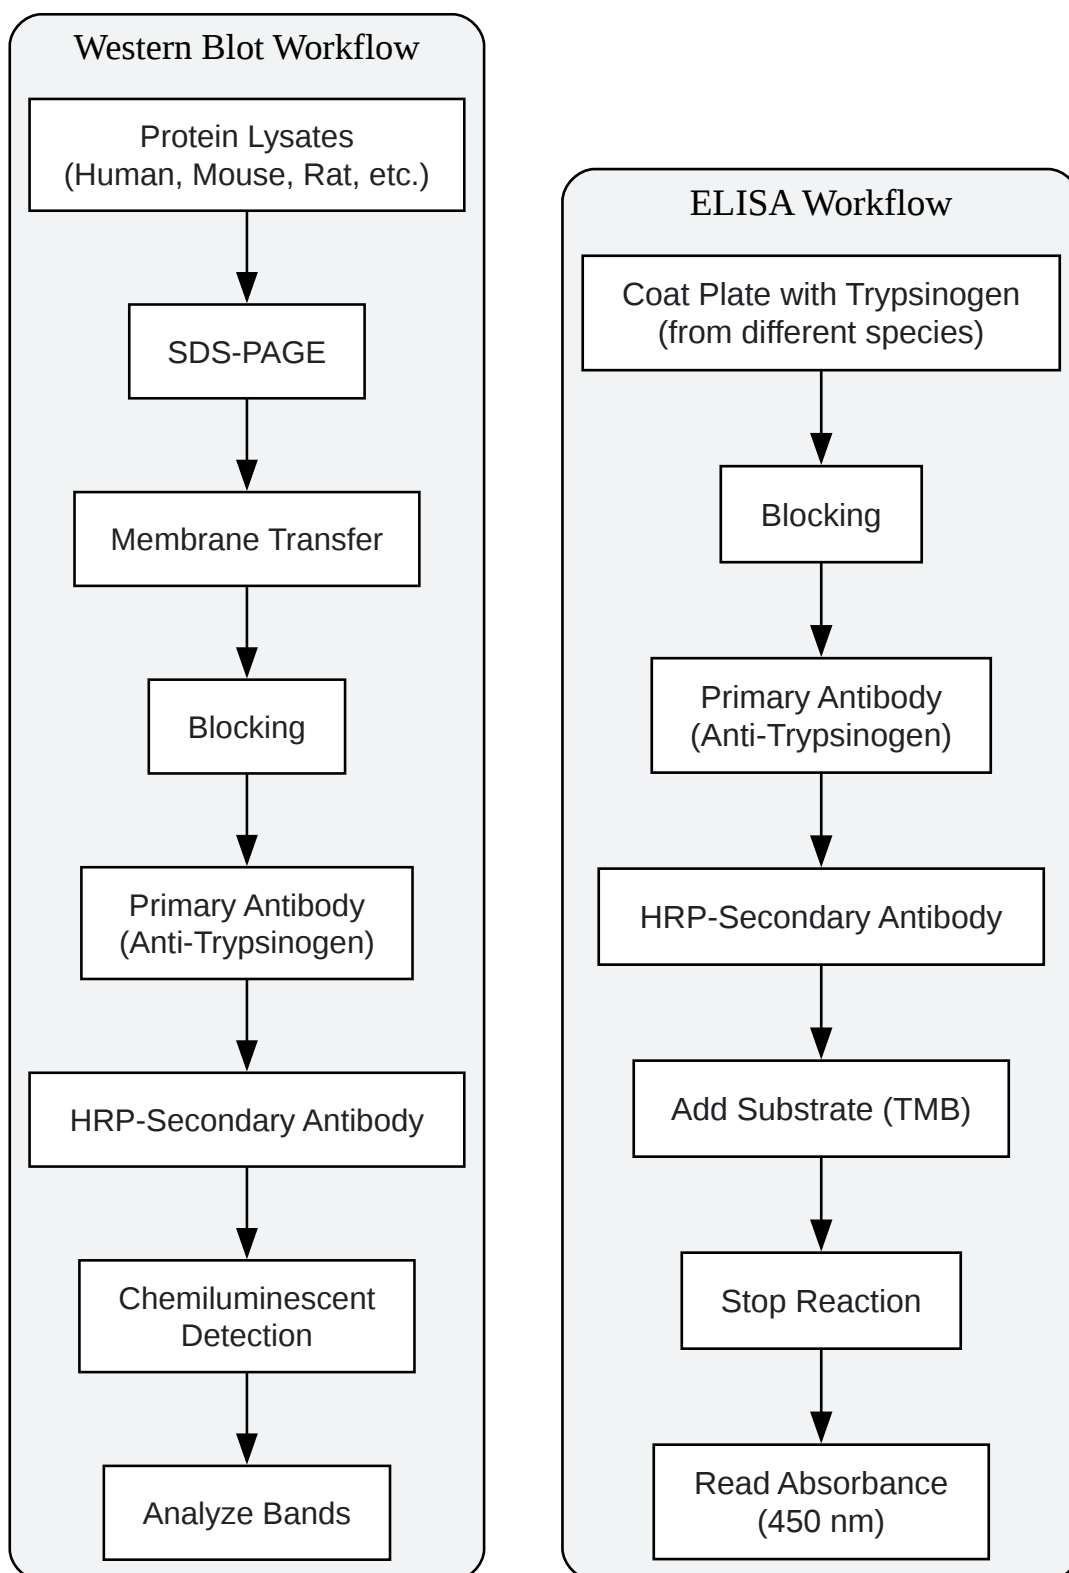 Western Blot Workflow
Protein Lysates
(Human, Mouse, Rat, etc.)
SDS-PAGE
Membrane Transfer
Blocking
Primary Antibody
(Anti-Trypsinogen)
HRP-Secondary Antibody
Chemiluminescent
Detection
Analyze Bands
ELISA Workflow
Coat Plate with Trypsinogen
(from different species)
Blocking
Primary Antibody
(Anti-Trypsinogen)
HRP-Secondary Antibody
Add Substrate (TMB)
Stop Reaction
Read Absorbance
(450 nm)